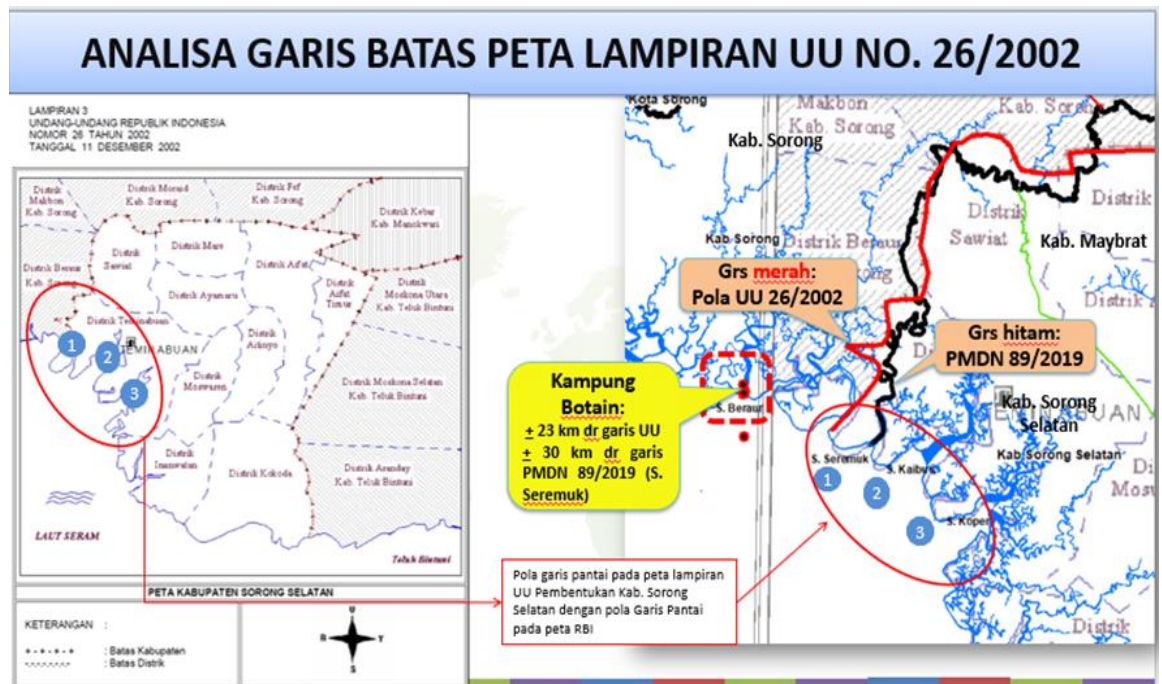 ANALISA GARIS BATAS PETA LAMPIRAN UU NO. 26/2002
LAMPIRAN 3
UNDANG-UNDANG REPUBLIK INDONESIA
NOMOR 26 TAHUN 2002
TANGGAL 11 DESEMBER 2002
Distrik
Makbon
Kab. Sorong
Distrik Moraid
Kab. Sorong
Distrik Fef
Kab. Sorong
Distrik Kebar
Kab. Manokwari
Distrik
Sawiat
Distrik Mare
Distrik Beraur
Kab. Sorong
Distrik Aifat
Distrik Ayamaru
Distrik
Aifat
Timur
Distrik
Moskona Utara
Kab. Teluk Bintuni
Distrik Teminabuan
TEMINABUAN
Distrik
Aitinyo
Distrik
Moswaren
Distrik Moskona Selatan
Kab. Teluk Bintuni
Distrik
Inanwatan
Distrik Kokoda
Distrik Aranday
Kab. Teluk Bintuni
LAUT SERAM
Teluk Bintuni
1
2
3
PETA KABUPATEN SORONG SELATAN
KETERANGAN :
: Batas Kabupaten
: Batas Distrik
U
B T
S
Kota Sorong
Makbon
Kab. Sorong
Kab. Sorong
Kab. Sorong
Distrik
Sawiat
Kab. Maybrat
Kab Sorong
Distrik Beraur
Grs merah:
Pola UU 26/2002
Grs hitam:
PMDN 89/2019
Kampung
Botain:
+ 23 km dr garis UU
+ 30 km dr garis
PMDN 89/2019 (S.
Seremuk)
S. Beraur
Kab. Sorong
Selatan
TEMINABUAN
Kab Sorong Selatan
S. Seremuk
S. Kaibus
S. Koper
1
2
3
Distrik
Pola garis pantai pada peta lampiran
UU Pembentukan Kab. Sorong
Selatan dengan pola Garis Pantai
pada peta RBI